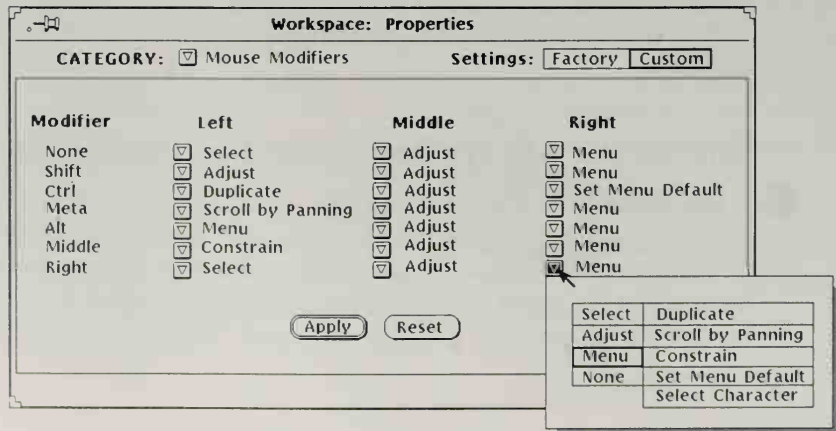 Workspace: Properties
CATEGORY: Mouse Modifiers Settings: Factory Custom
Modifier Left Middle Right
None Select Adjust Menu
Shift Adjust Adjust Menu
Ctrl Duplicate Adjust Set Menu Default
Meta Scroll by Panning Adjust Menu
Alt Menu Adjust Menu
Middle Constrain Adjust Menu
Right Select Adjust Menu
Apply Reset
Select Duplicate
Adjust Scroll by Panning
Menu Constrain
None Set Menu Default
Select Character